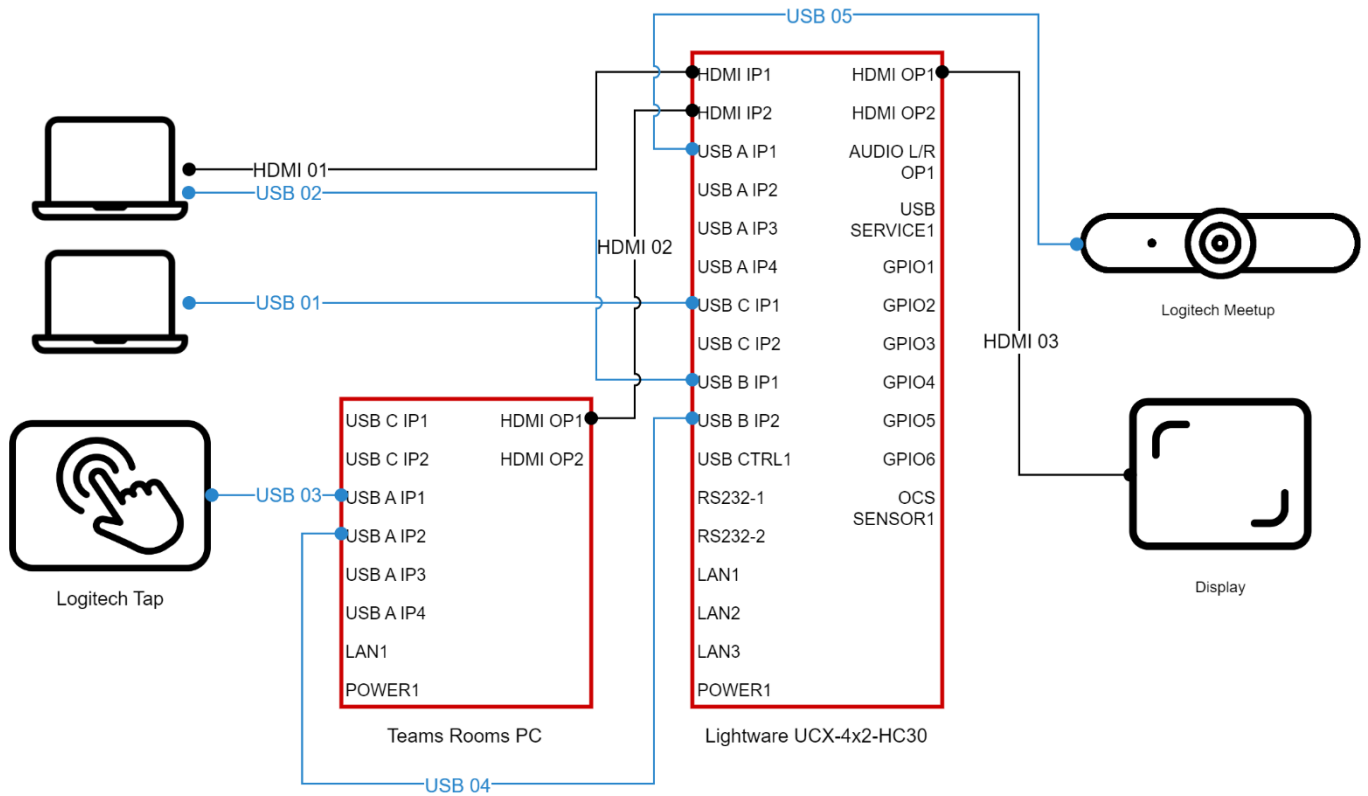 USB 05
HDMI IP1
HDMI OP1
HDMI IP2
HDMI OP2
USB A IP1
AUDIO L/R
OP1
USB A IP2
USB
SERVICE1
USB A IP3
USB A IP4
GPIO1
USB C IP1
GPIO2
USB C IP2
GPIO3
USB B IP1
GPIO4
USB B IP2
GPIO5
USB CTRL1
GPIO6
RS232-1
OCS
SENSOR1
RS232-2
LAN1
LAN2
LAN3
POWER1
Lightware UCX-4x2-HC30
HDMI 01
USB 02
HDMI 02
USB 01
Logitech Meetup
HDMI 03
Display
USB C IP1
HDMI OP1
USB C IP2
HDMI OP2
USB 03
USB A IP1
USB A IP2
USB A IP3
USB A IP4
LAN1
POWER1
Logitech Tap
Teams Rooms PC
USB 04